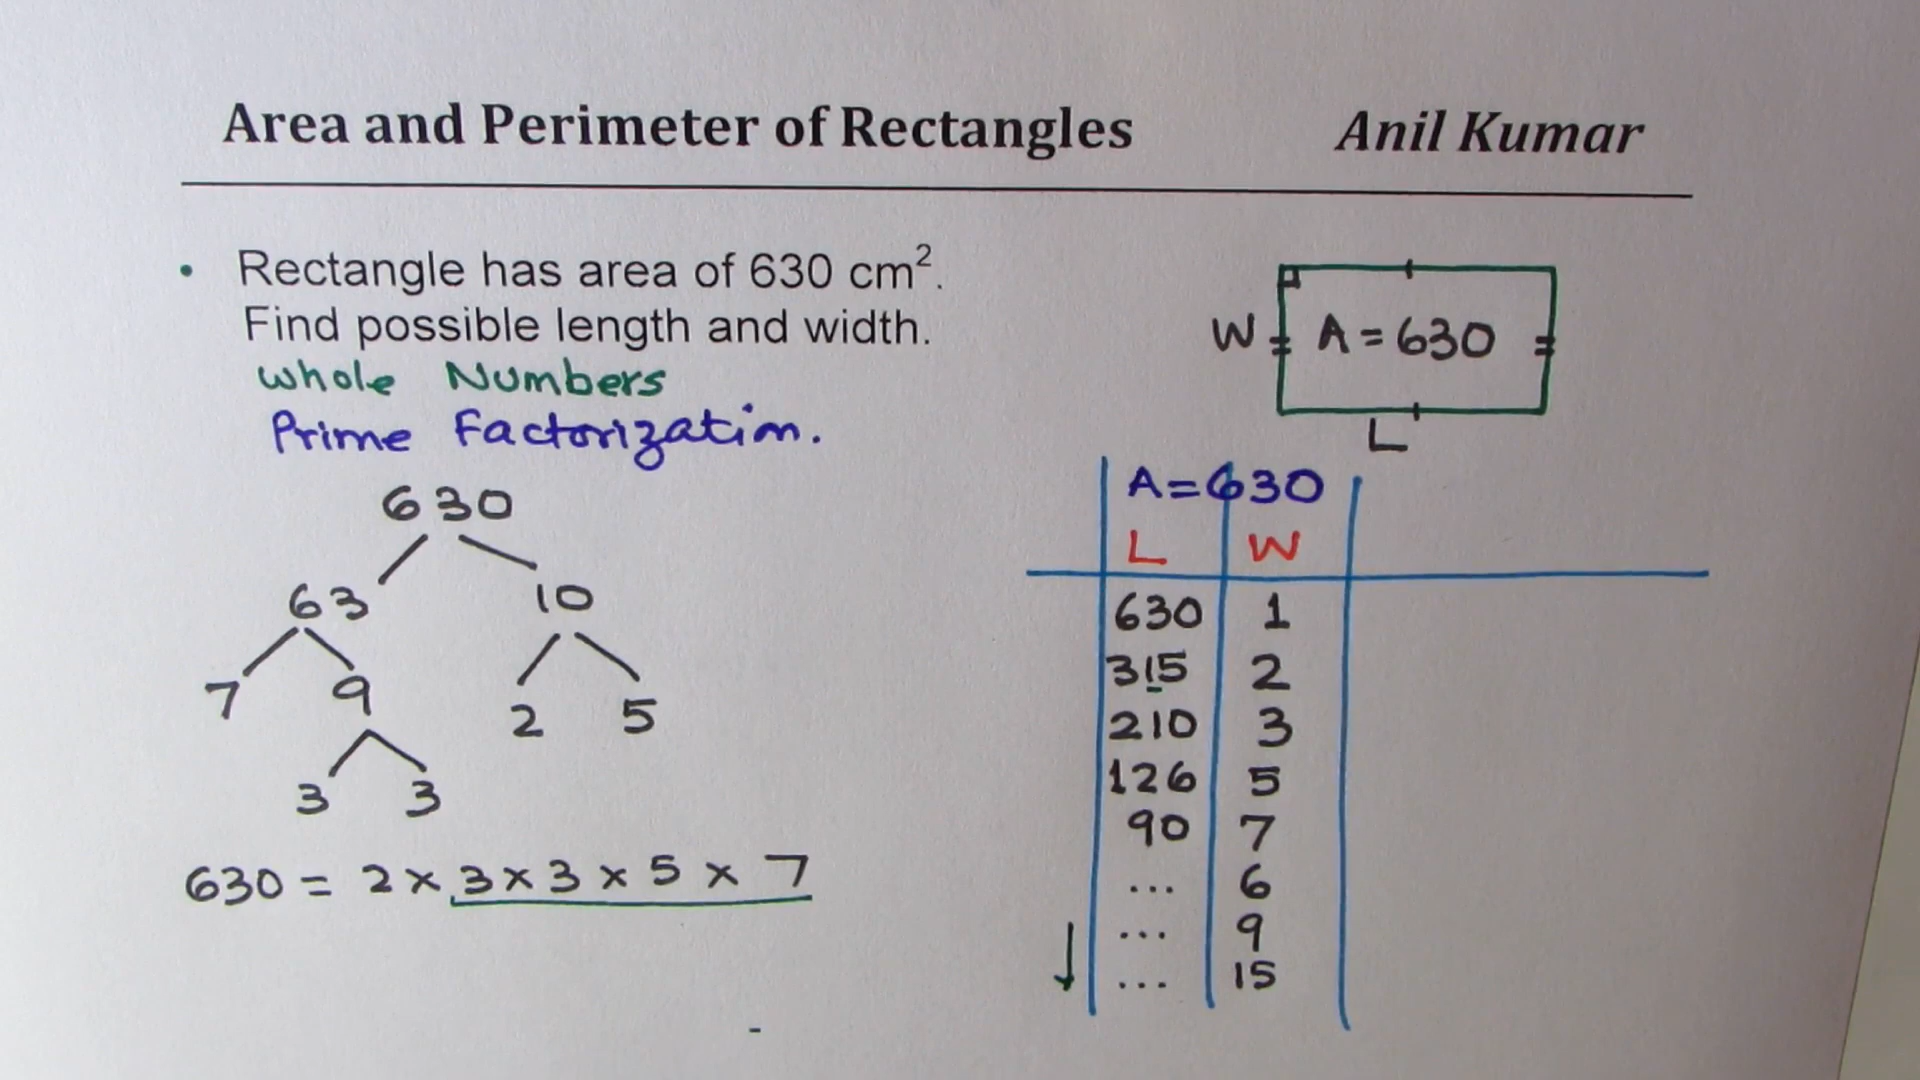 Area and Perimeter of Rectangles Anil Kumar
• Rectangle has area of 630 cm².
Find possible length and width.
Whole Numbers
Prime Factorization.
630
63 10
7 9 2 5
3 3
630 = 2 × 3 × 3 × 5 × 7
W A = 630
L
A = 630
L W
630 1
315 2
210 3
126 5
90 7
... 6
... 9
... 15